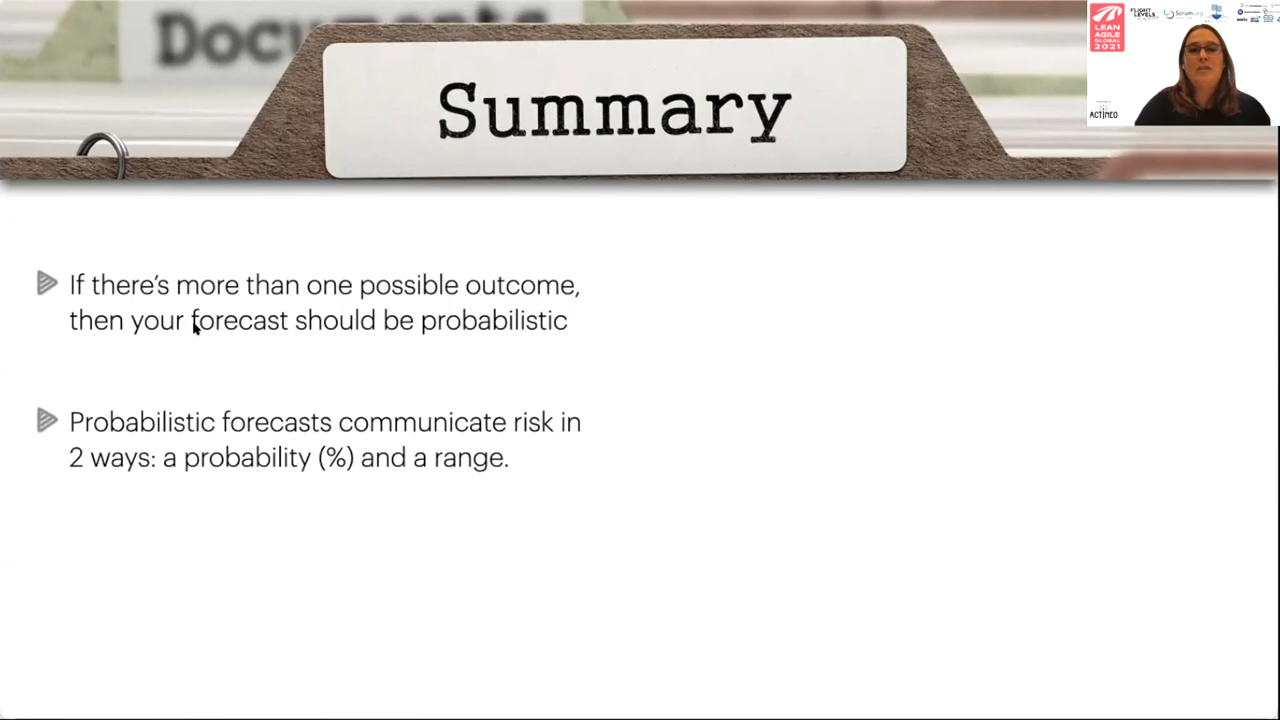 Summary
If there's more than one possible outcome,
then your forecast should be probabilistic
Probabilistic forecasts communicate risk in
2 ways: a probability (%) and a range.
LEAN
AGILE
GLOBAL
2021
FLIGHT
LEVELS
Scrum.org
ACTINEO